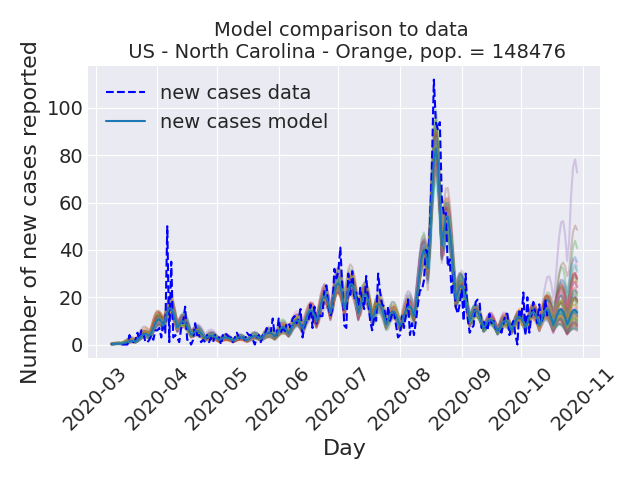 Model comparison to data
US - North Carolina - Orange, pop. = 148476
Number of new cases reported
100
80
60
40
20
0
new cases data
new cases model
2020-03
2020-04
2020-05
2020-06
2020-07
2020-08
2020-09
2020-10
2020-11
Day